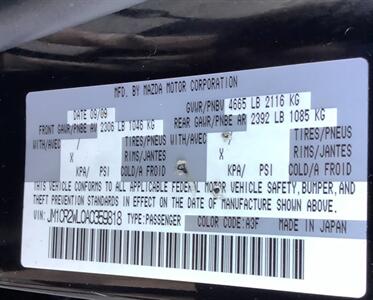 MFD. BY MAZDA MOTOR CORPORATION
DATE 09/09
GVWR/PNBV 4665 LB 2116 KG
FRONT GAWR/PNBE AV 2306 LB 1046 KG
REAR GAWR/PNBE AR 2392 LB 1085 KG
WITH/AVEC TIRES/PNEUS WITH/AVEC TIRES/PNEUS
X RIMS/JANTES X RIMS/JANTES
KPA/ PSI COLD/A FROID KPA/ PSI COLD/A FROID
THIS VEHICLE CONFORMS TO ALL APPLICABLE FEDERAL MOTOR VEHICLE SAFETY, BUMPER, AND
THEFT PREVENTION STANDARDS IN EFFECT ON THE DATE OF MANUFACTURE SHOWN ABOVE.
VIN: JM1CR2WL0A0359818 TYPE: PASSENGER COLOR CODE: A3F MADE IN JAPAN